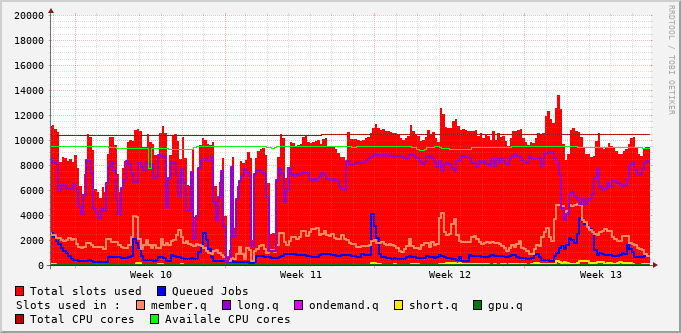 20000
18000
16000
14000
12000
10000
8000
6000
4000
2000
0
Week 10 Week 11 Week 12 Week 13
RRDTOOL / TOBI OETIKER
Total slots used Queued Jobs
Slots used in : member.q long.q ondemand.q short.q gpu.q
Total CPU cores Availale CPU cores